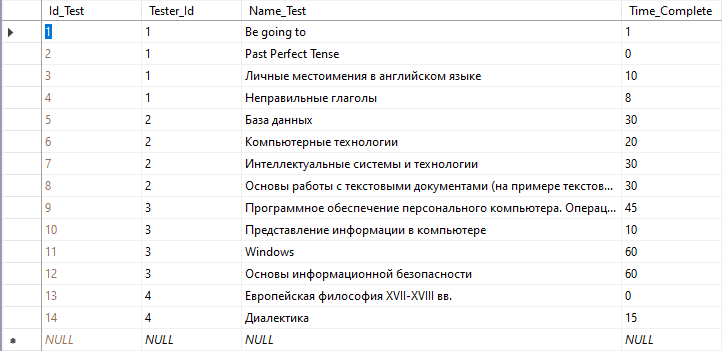 Id_Test Tester_Id Name_Test Time_Complete
1 1 Be going to 1
2 1 Past Perfect Tense 0
3 1 Личные местоимения в английском языке 10
4 1 Неправильные глаголы 8
5 2 База данных 30
6 2 Компьютерные технологии 20
7 2 Интеллектуальные системы и технологии 30
8 2 Основы работы с текстовыми документами (на примере текстов... 30
9 3 Программное обеспечение персонального компьютера. Операц... 45
10 3 Представление информации в компьютере 10
11 3 Windows 60
12 3 Основы информационной безопасности 60
13 4 Европейская философия XVII-XVIII вв. 0
14 4 Диалектика 15
NULL NULL NULL NULL